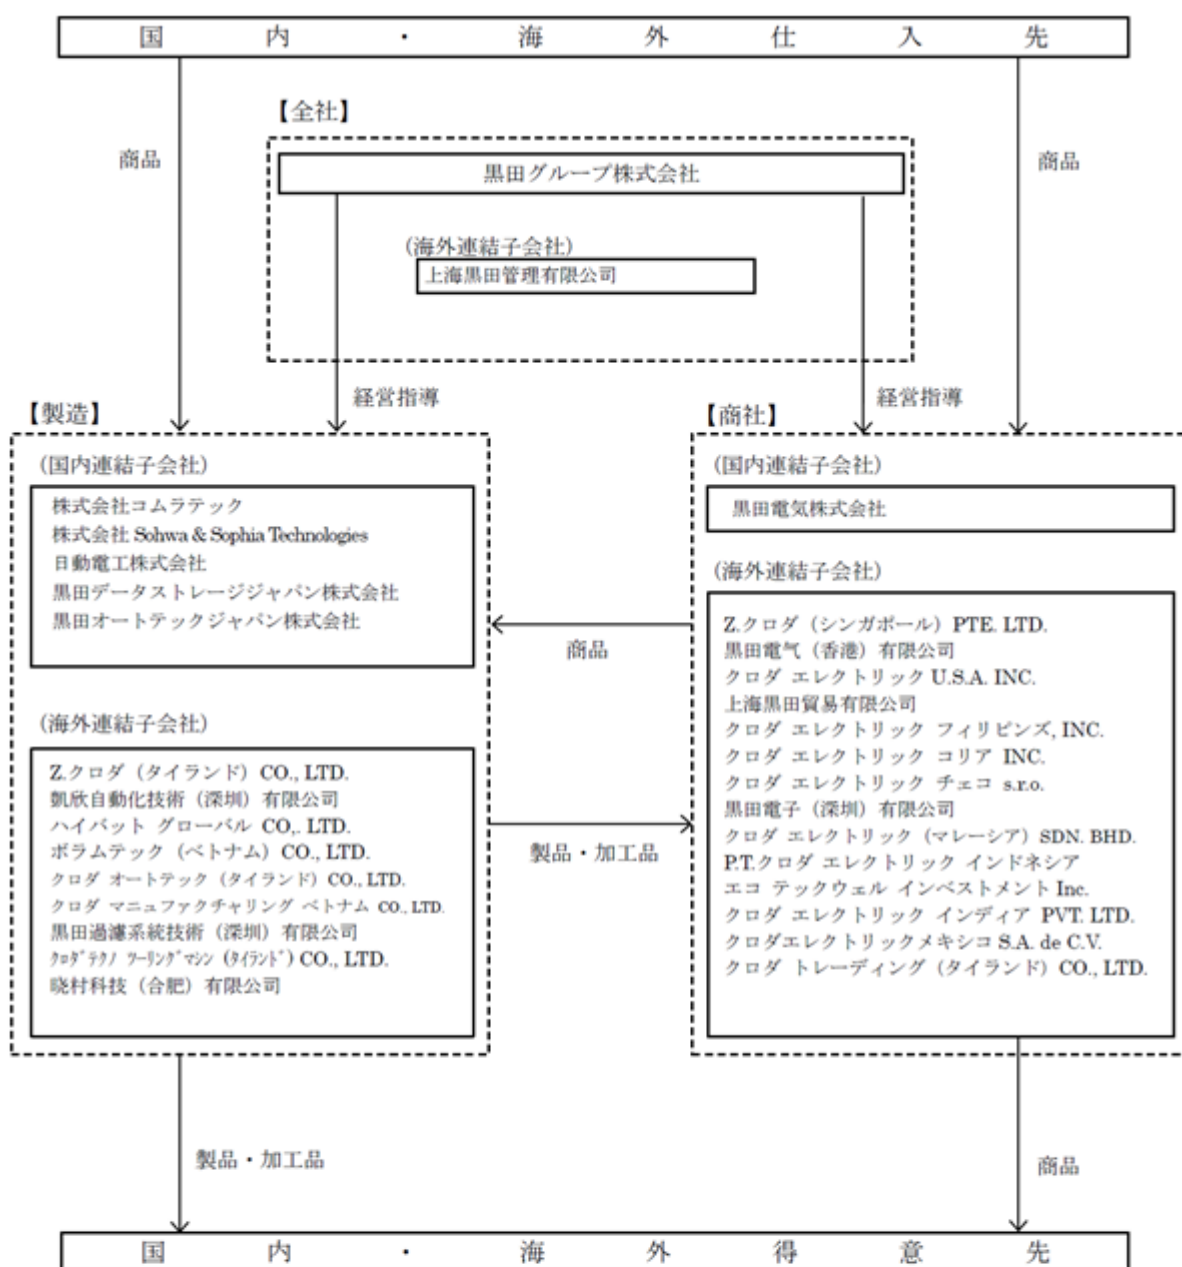 国内・海外仕入先
【全社】
商品
商品
黒田グループ株式会社
(海外連結子会社)
上海黒田管理有限公司
経営指導
経営指導
【製造】
【商社】
(国内連結子会社)
株式会社コムラテック
株式会社 Sohwa & Sophia Technologies
日動電工株式会社
黒田データストレージジャパン株式会社
黒田オートテックジャパン株式会社
(海外連結子会社)
Z.クロダ（タイランド）CO., LTD.
凱欣自動化技術（深圳）有限公司
ハイバット グローバル CO,. LTD.
ボラムテック（ベトナム）CO., LTD.
クロダ オートテック（タイランド）CO., LTD.
クロダ マニュファクチャリング ベトナム CO., LTD.
黒田過濾系統技術（深圳）有限公司
ｸﾛﾀﾞﾃｸﾉ ﾂｰﾘﾝｸﾞﾏｼﾝ (ﾀｲﾗﾝﾄﾞ) CO., LTD.
暁村科技（合肥）有限公司
(国内連結子会社)
黒田電気株式会社
(海外連結子会社)
Z.クロダ（シンガポール）PTE. LTD.
黒田電气（香港）有限公司
クロダ エレクトリック U.S.A. INC.
上海黒田貿易有限公司
クロダ エレクトリック フィリピンズ, INC.
クロダ エレクトリック コリア INC.
クロダ エレクトリック チェコ s.r.o.
黒田電子（深圳）有限公司
クロダ エレクトリック（マレーシア）SDN. BHD.
P.T.クロダ エレクトリック インドネシア
エコ テックウェル インベストメント Inc.
クロダ エレクトリック インディア PVT. LTD.
クロダエレクトリックメキシコ S.A. de C.V.
クロダ トレーディング（タイランド）CO., LTD.
商品
製品・加工品
製品・加工品
商品
国内・海外得意先